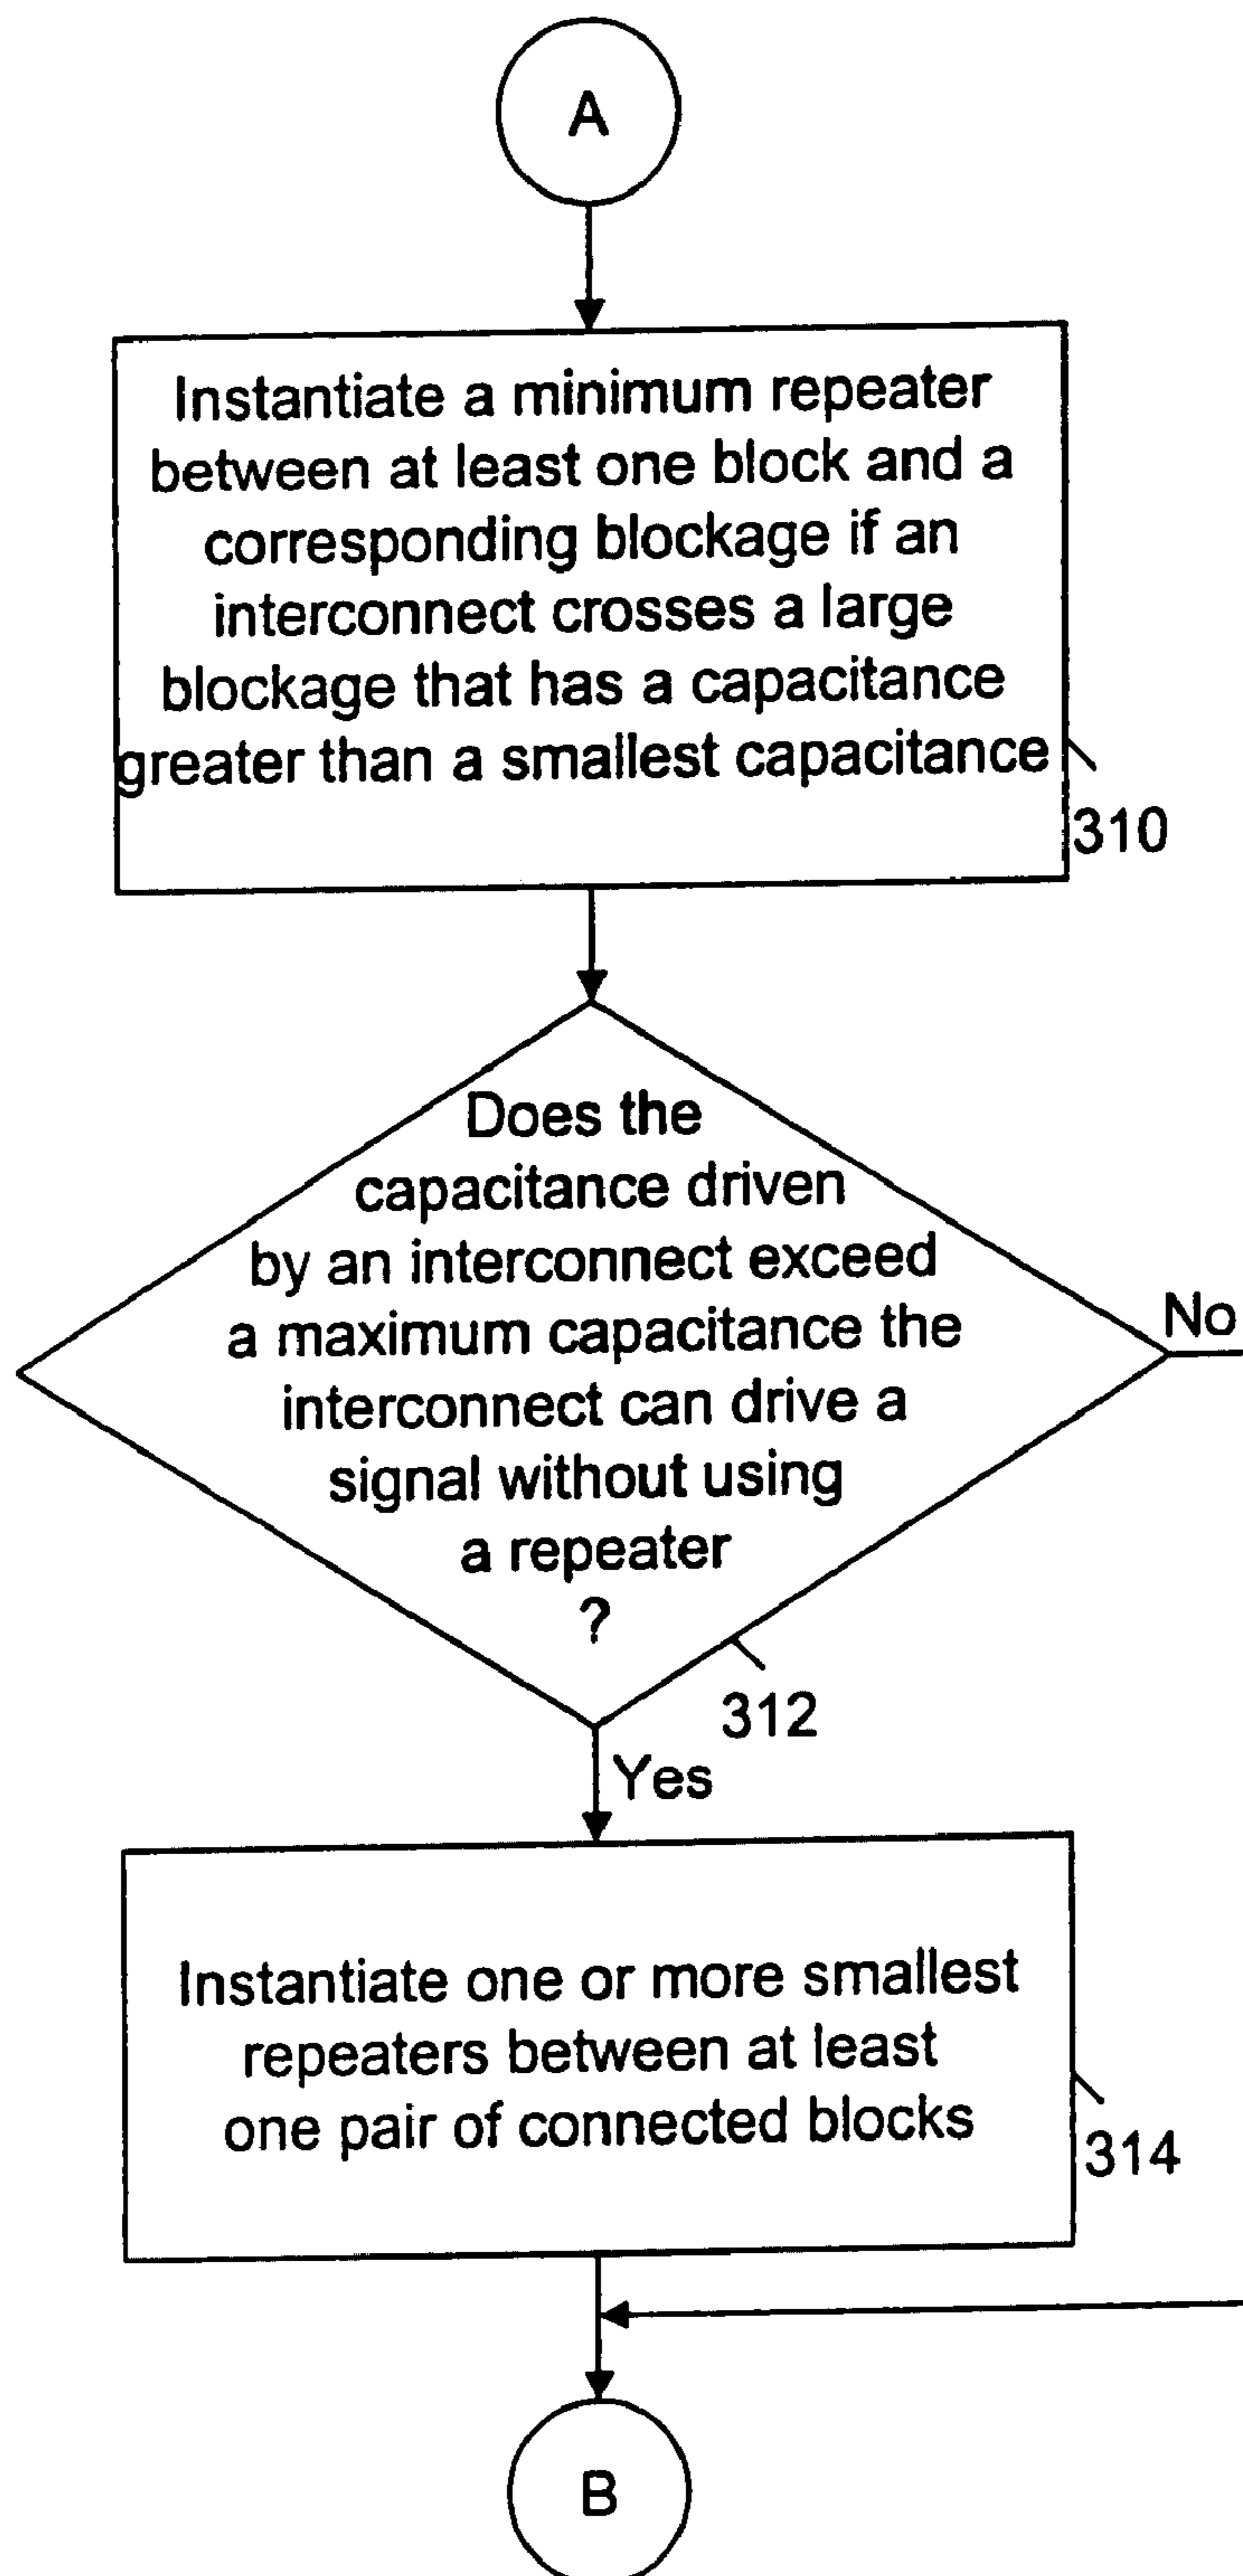 A
Instantiate a minimum repeater
between at least one block and a
corresponding blockage if an
interconnect crosses a large
blockage that has a capacitance
greater than a smallest capacitance
310
Does the
capacitance driven
by an interconnect exceed
a maximum capacitance the
interconnect can drive a
signal without using
a repeater
?
No
312
Yes
Instantiate one or more smallest
repeaters between at least
one pair of connected blocks
314
B